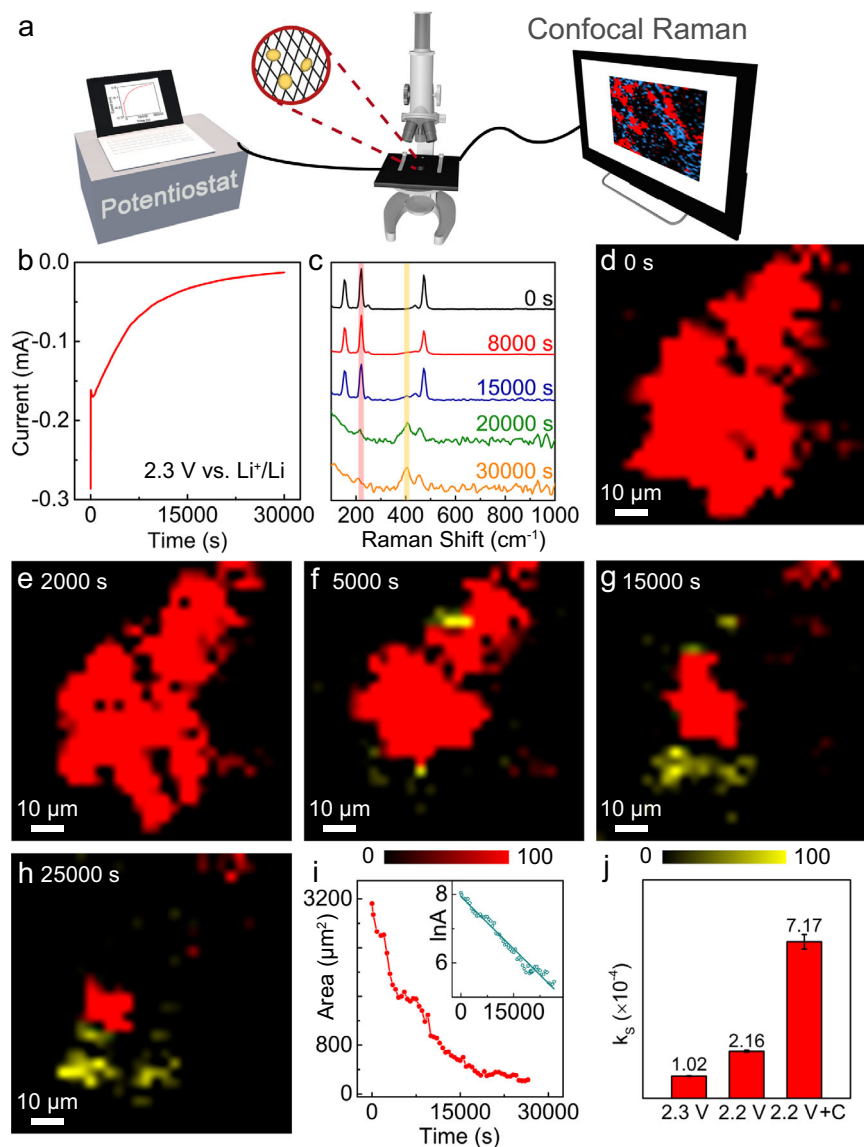 a
Confocal Raman
Potentiostat
b
0.0
-0.1
-0.2
-0.3
Current (mA)
2.3 V vs. Li⁺/Li
0
15000
30000
Time (s)
c
0 s
8000 s
15000 s
20000 s
30000 s
200
400
600
800
1000
Raman Shift (cm⁻¹)
d 0 s
10 µm
e 2000 s
10 µm
f 5000 s
10 µm
g 15000 s
10 µm
0 100
0 100
h 25000 s
10 µm
i
3200
800
0
Area (µm²)
8
6
lnA
0
15000
0
15000
30000
Time (s)
j
kₛ (×10⁻⁴)
1.02
2.16
7.17
2.3 V 2.2 V 2.2 V+C